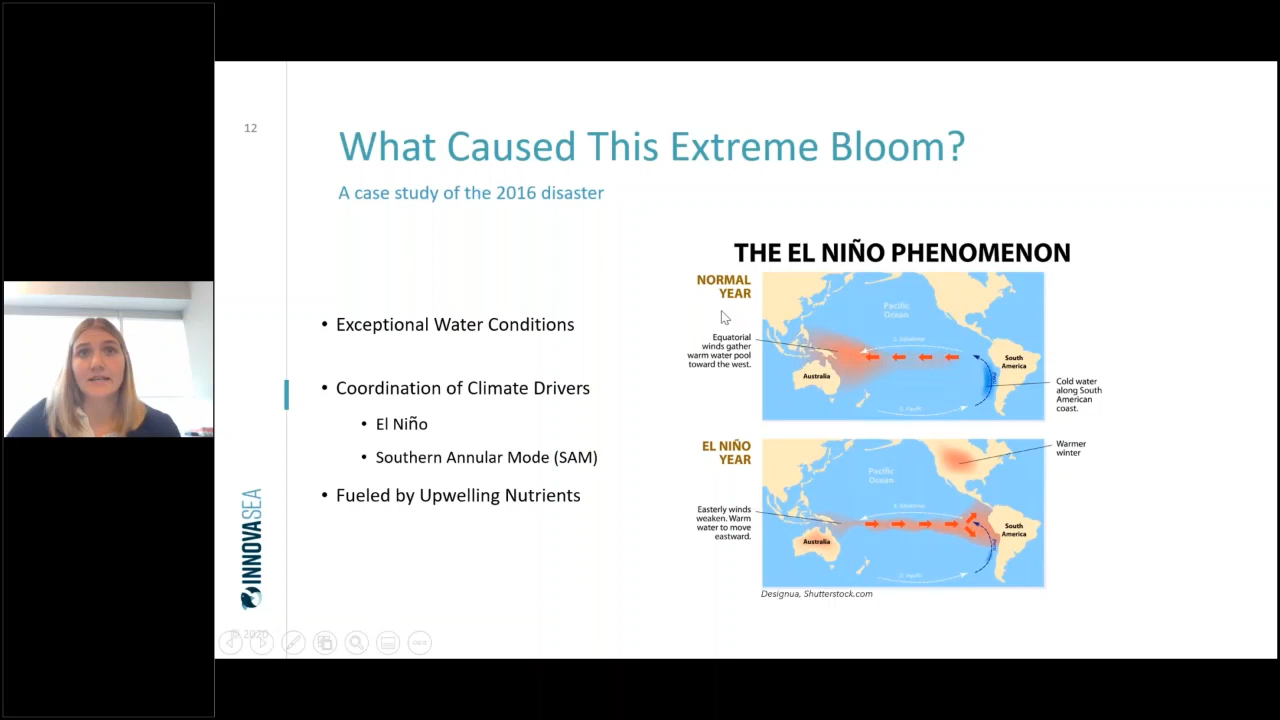 12
What Caused This Extreme Bloom?
A case study of the 2016 disaster
• Exceptional Water Conditions
• Coordination of Climate Drivers
• El Niño
• Southern Annular Mode (SAM)
• Fueled by Upwelling Nutrients
THE EL NIÑO PHENOMENON
NORMAL
YEAR
Pacific
Ocean
Equatorial
winds gather
warm water pool
toward the west.
Australia
South
America
Cold water
along South
American
coast.
EL NIÑO
YEAR
Pacific
Ocean
Warmer
winter
Easterly winds
weaken. Warm
water to move
eastward.
Australia
South
America
Designua, Shutterstock.com
INNOVASEA
© 2020